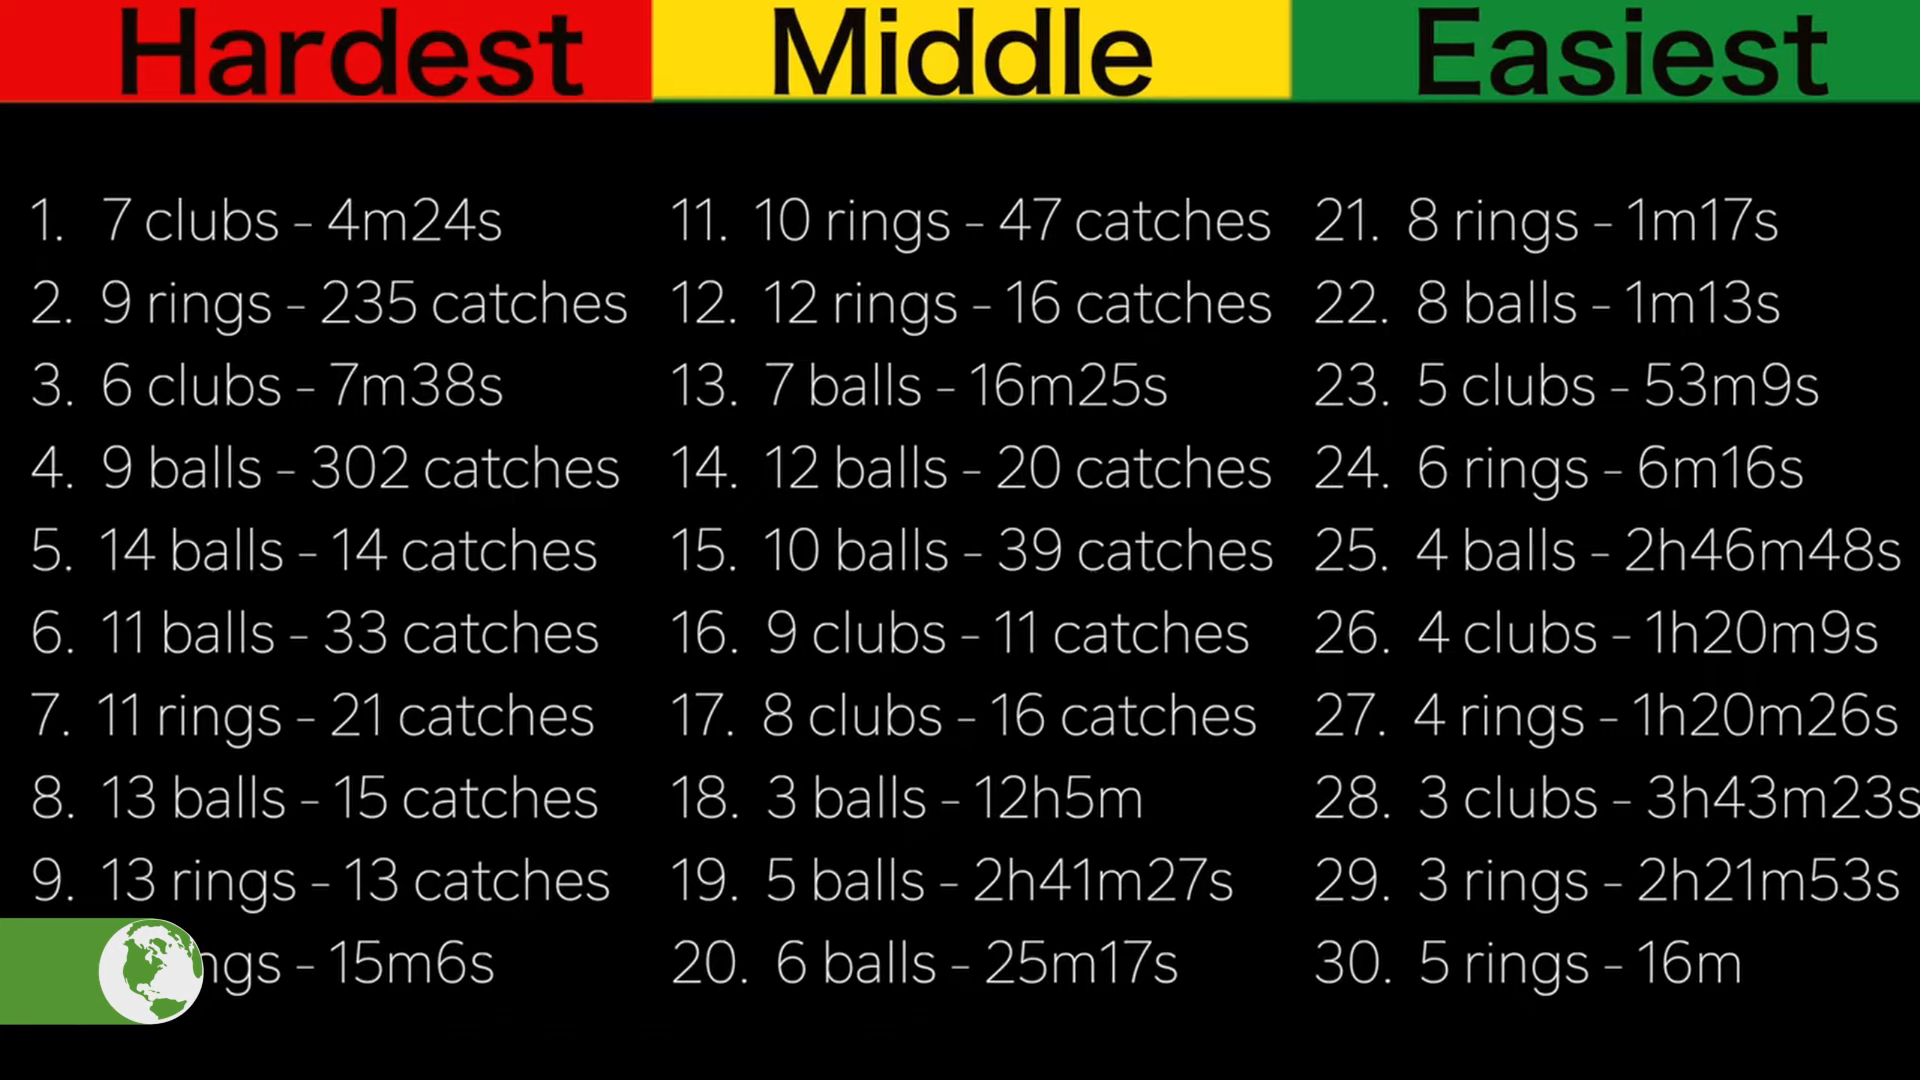 Hardest
Middle
Easiest
1. 7 clubs - 4m24s
2. 9 rings - 235 catches
3. 6 clubs - 7m38s
4. 9 balls - 302 catches
5. 14 balls - 14 catches
6. 11 balls - 33 catches
7. 11 rings - 21 catches
8. 13 balls - 15 catches
9. 13 rings - 13 catches
- 15m6s
11. 10 rings - 47 catches
12. 12 rings - 16 catches
13. 7 balls - 16m25s
14. 12 balls - 20 catches
15. 10 balls - 39 catches
16. 9 clubs - 11 catches
17. 8 clubs - 16 catches
18. 3 balls - 12h5m
19. 5 balls - 2h41m27s
20. 6 balls - 25m17s
21. 8 rings - 1m17s
22. 8 balls - 1m13s
23. 5 clubs - 53m9s
24. 6 rings - 6m16s
25. 4 balls - 2h46m48s
26. 4 clubs - 1h20m9s
27. 4 rings - 1h20m26s
28. 3 clubs - 3h43m23s
29. 3 rings - 2h21m53s
30. 5 rings - 16m